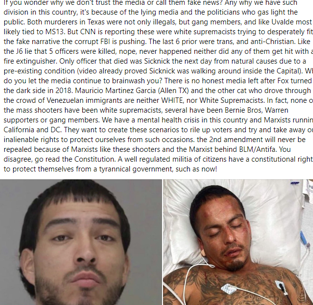 If you wonder why we don't trust the media or call them fake news? Any why we have such
division in this country, it's because of the lying media and the politicians who gas light the
public. Both murderers in Texas were not only illegals, but gang members, and like Uvalde most
likely tied to MS13. But CNN is reporting these were white supremacists trying to desperately fit
the fake narrative the corrupt FBI is pushing. The last 6 prior were trans, and anti-Christian. Like
the J6 lie that 5 officers were killed, nope, never happened neither did any of them get hit with a
fire extinguisher. Only officer that died was Sicknick the next day from natural causes due to a
pre-existing condition (video already proved Sicknick was walking around inside the Capital). W
do you let the media continue to brainwash you? There is no honest media left after Fox turned
the dark side in 2018. Mauricio Martinez Garcia (Allen TX) and the other cat who drove through
the crowd of Venezuelan immigrants are neither WHITE, nor White Supremacists. In fact, none o
the mass shooters have been white supremacists, several have been Bernie Bros, Warren
supporters or gang members. We have a mental health crisis in this country and Marxists runnin
California and DC. They want to create these scenarios to rile up voters and try and take away o
inalienable rights to protect ourselves from such occasions. the 2nd amendment will never be
repealed because of Marxists like these shooters and the Marxist behind BLM/Antifa. You
disagree, go read the Constitution. A well regulated militia of citizens have a constitutional right
to protect themselves from a tyrannical government, such as now!